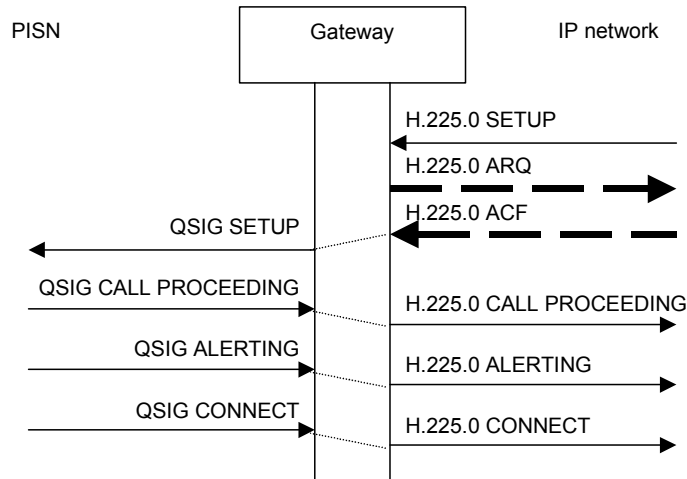 PISN
Gateway
IP network
H.225.0 SETUP
H.225.0 ARQ
H.225.0 ACF
QSIG SETUP
QSIG CALL PROCEEDING
H.225.0 CALL PROCEEDING
QSIG ALERTING
H.225.0 ALERTING
QSIG CONNECT
H.225.0 CONNECT